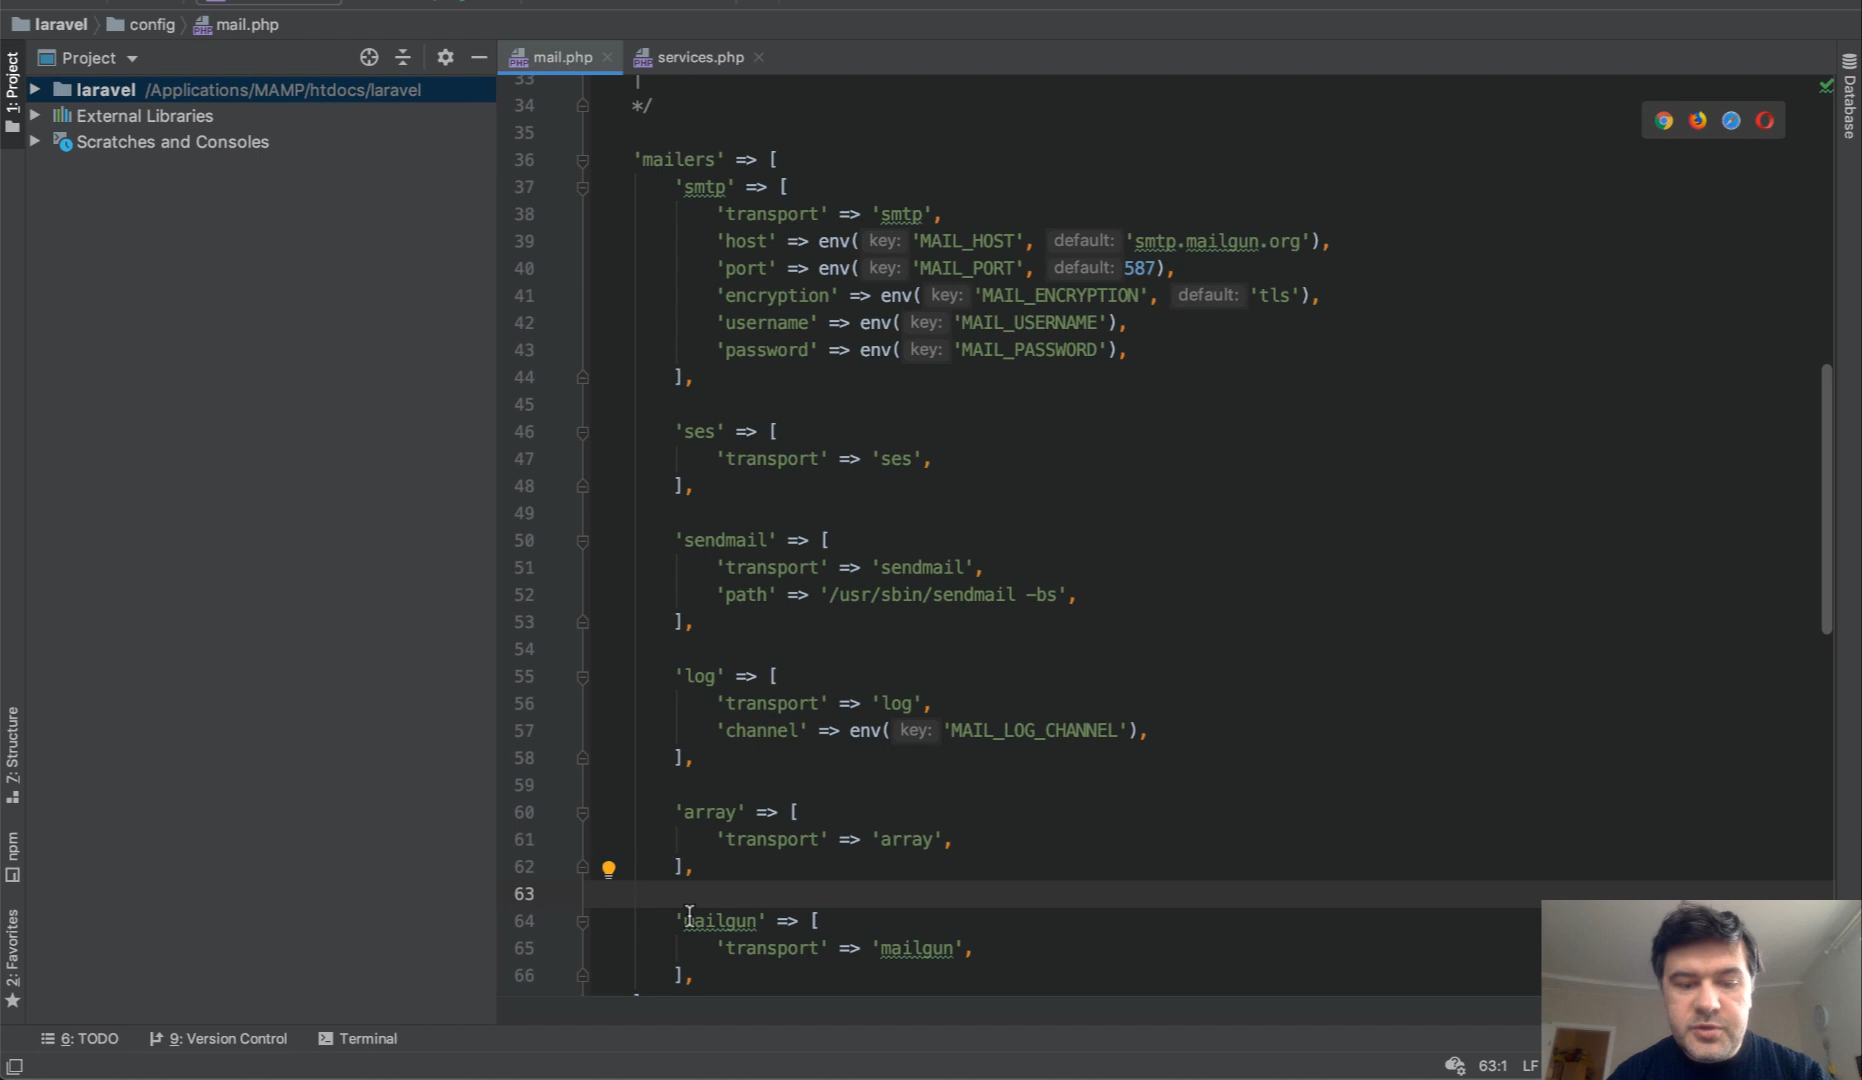 laravel config mail.php
Project
mail.php services.php
1: Project
laravel /Applications/MAMP/htdocs/laravel
External Libraries
Scratches and Consoles
7: Structure
npm
2: Favorites
Database
33 |
34 */
35
36 'mailers' => [
37 'smtp' => [
38 'transport' => 'smtp',
39 'host' => env( key: 'MAIL_HOST', default: 'smtp.mailgun.org'),
40 'port' => env( key: 'MAIL_PORT', default: 587),
41 'encryption' => env( key: 'MAIL_ENCRYPTION', default: 'tls'),
42 'username' => env( key: 'MAIL_USERNAME'),
43 'password' => env( key: 'MAIL_PASSWORD'),
44 ],
45
46 'ses' => [
47 'transport' => 'ses',
48 ],
49
50 'sendmail' => [
51 'transport' => 'sendmail',
52 'path' => '/usr/sbin/sendmail -bs',
53 ],
54
55 'log' => [
56 'transport' => 'log',
57 'channel' => env( key: 'MAIL_LOG_CHANNEL'),
58 ],
59
60 'array' => [
61 'transport' => 'array',
62 ],
63
64 'mailgun' => [
65 'transport' => 'mailgun',
66 ],
6: TODO 9: Version Control Terminal
63:1 LF